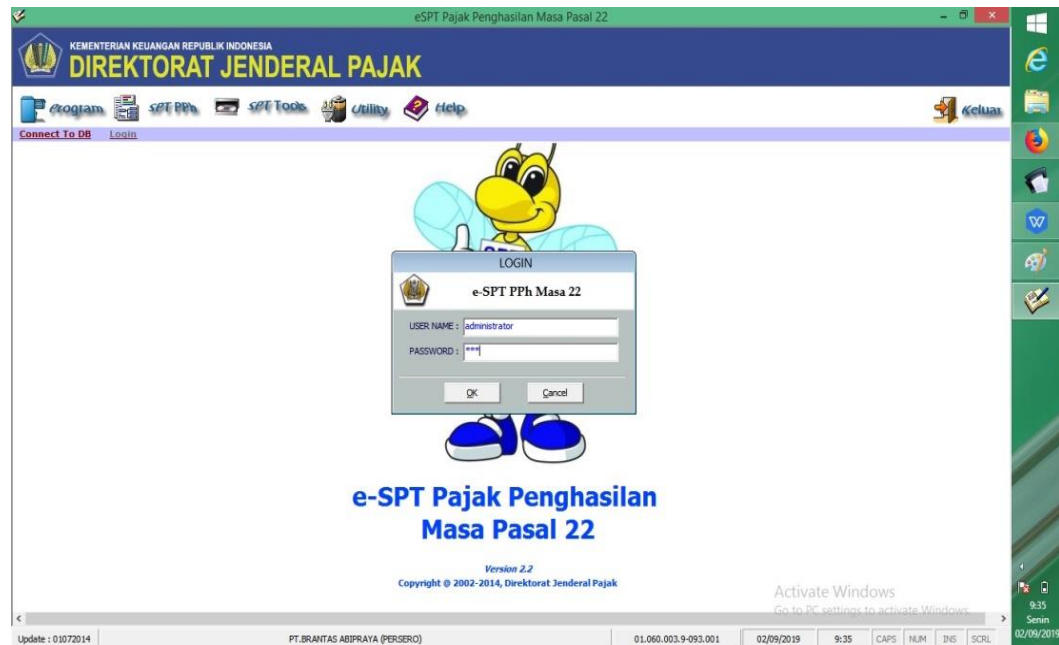 eSPT Pajak Penghasilan Masa Pasal 22
KEMENTERIAN KEUANGAN REPUBLIK INDONESIA
DIREKTORAT JENDERAL PAJAK
Program SPT PPh SPT Tools Utility Help Keluar
Connect To DB Login
LOGIN
e-SPT PPh Masa 22
USER NAME : administrator
PASSWORD : ***
OK Cancel
e-SPT Pajak Penghasilan
Masa Pasal 22
Version 2.2
Copyright @ 2002-2014, Direktorat Jenderal Pajak
Activate Windows
Go to PC settings to activate Windows.
Update : 01072014 PT.BRANTAS ABIPRAYA (PERSERO) 01.060.003.9-093.001 02/09/2019 9:35 CAPS NUM INS SCRL
9:35
Senin
02/09/2019